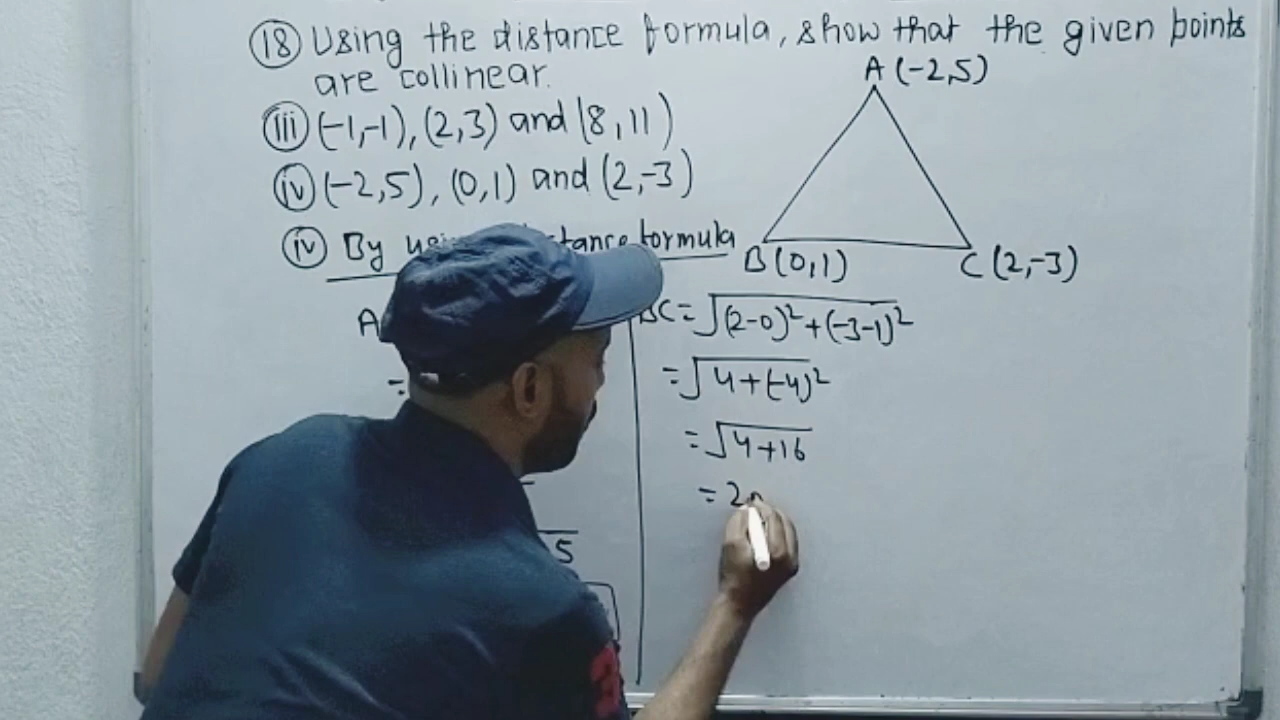 18 Using the distance formula, show that the given points
are collinear.
A (-2,5)
iii (-1,-1), (2,3) and (8,11)
iv (-2,5), (0,1) and (2,-3)
iv By formula
B (0,1)
C (2,-3)
A
BC = √(2-0)² + (-3-1)²
=
= √4+(-4)²
= √4+16
= 2
5
3